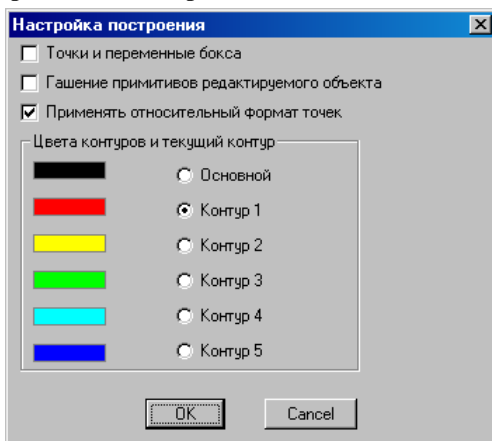 Настройка построения
Точки и переменные бокса
Гашение примитивов редактируемого объекта
Применять относительный формат точек
Цвета контуров и текущий контур
Основной
Контур 1
Контур 2
Контур 3
Контур 4
Контур 5
OK Cancel